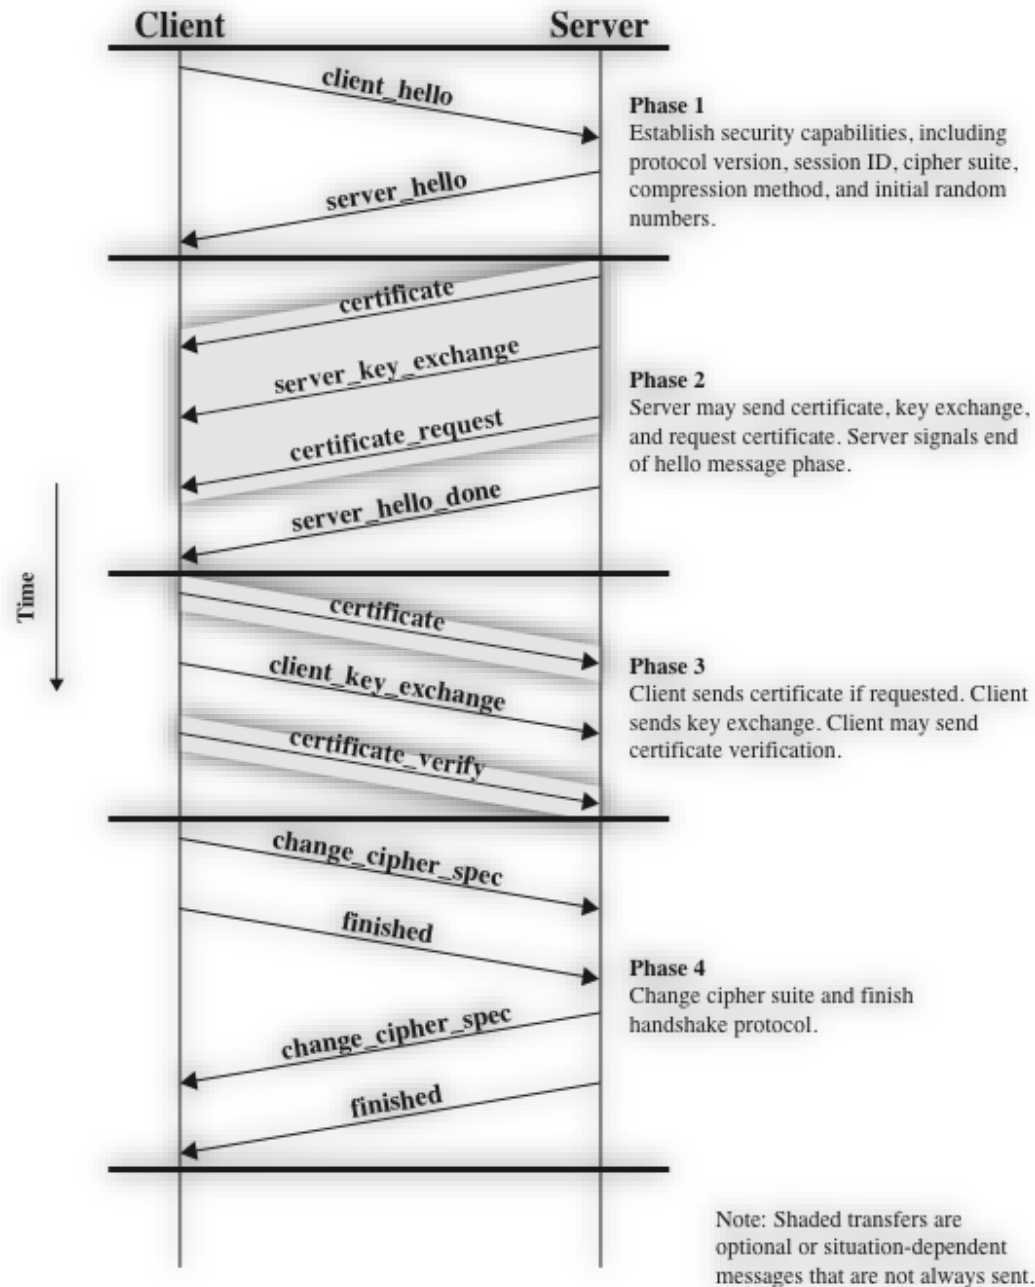 Client
Server
client_hello
Phase 1
Establish security capabilities, including
protocol version, session ID, cipher suite,
compression method, and initial random
numbers.
server_hello
certificate
server_key_exchange
Phase 2
Server may send certificate, key exchange,
and request certificate. Server signals end
of hello message phase.
certificate_request
server_hello_done
Time
certificate
client_key_exchange
Phase 3
Client sends certificate if requested. Client
sends key exchange. Client may send
certificate verification.
certificate_verify
change_cipher_spec
finished
Phase 4
Change cipher suite and finish
handshake protocol.
change_cipher_spec
finished
Note: Shaded transfers are
optional or situation-dependent
messages that are not always sent.